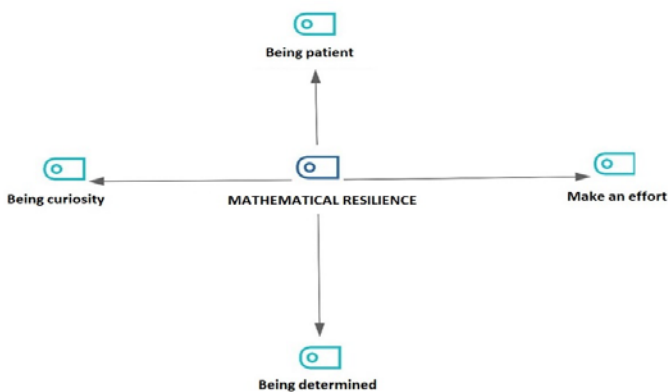 Being patient
Being curiosity
MATHEMATICAL RESILIENCE
Make an effort
Being determined